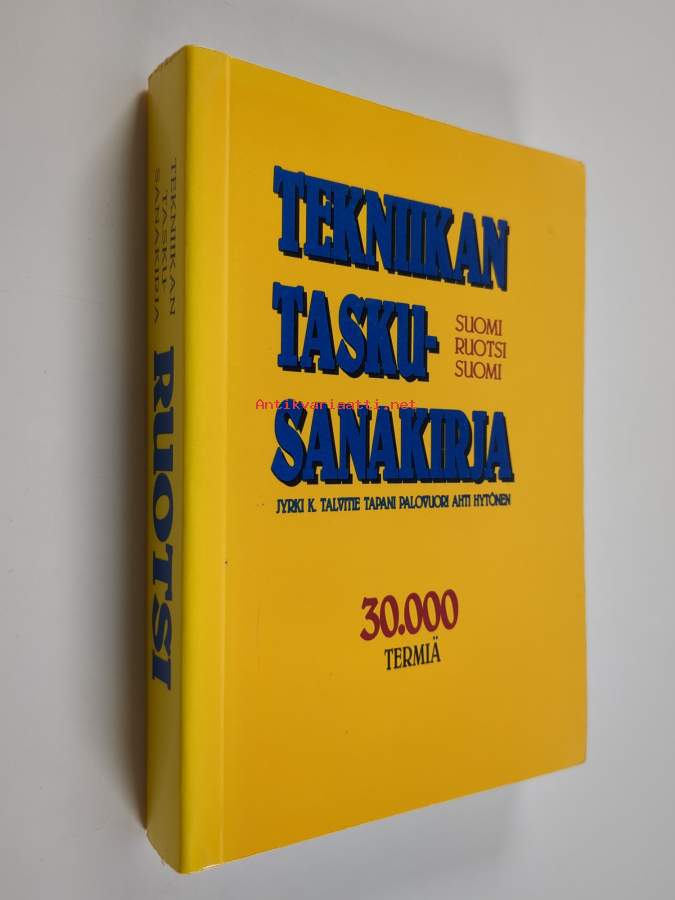 TEKNIIKAN
TASKU-
SANAKIRJA
RUOTSI
TEKNIIKAN
TASKU-
SUOMI
RUOTSI
SUOMI
SANAKIRJA
JYRKI K. TALVITIE TAPANI PALOVUORI AHTI HYTÖNEN
30.000
TERMIÄ
Antikvariaatti.net